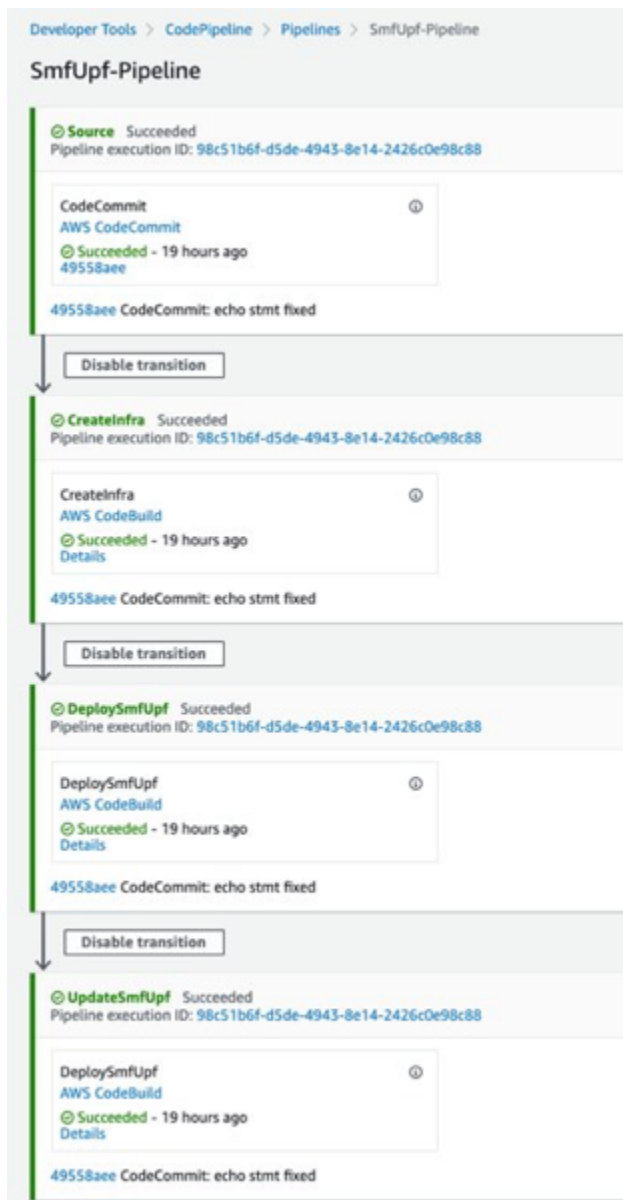 Developer Tools > CodePipeline > Pipelines > SmfUpf-Pipeline
SmfUpf-Pipeline
Source Succeeded
Pipeline execution ID: 98c51b6f-d5de-4943-8e14-2426c0e98c88
CodeCommit
AWS CodeCommit
Succeeded - 19 hours ago
49558aee
49558aee CodeCommit: echo stmt fixed
Disable transition
CreateInfra Succeeded
Pipeline execution ID: 98c51b6f-d5de-4943-8e14-2426c0e98c88
CreateInfra
AWS CodeBuild
Succeeded - 19 hours ago
Details
49558aee CodeCommit: echo stmt fixed
Disable transition
DeploySmfUpf Succeeded
Pipeline execution ID: 98c51b6f-d5de-4943-8e14-2426c0e98c88
DeploySmfUpf
AWS CodeBuild
Succeeded - 19 hours ago
Details
49558aee CodeCommit: echo stmt fixed
Disable transition
UpdateSmfUpf Succeeded
Pipeline execution ID: 98c51b6f-d5de-4943-8e14-2426c0e98c88
DeploySmfUpf
AWS CodeBuild
Succeeded - 19 hours ago
Details
49558aee CodeCommit: echo stmt fixed